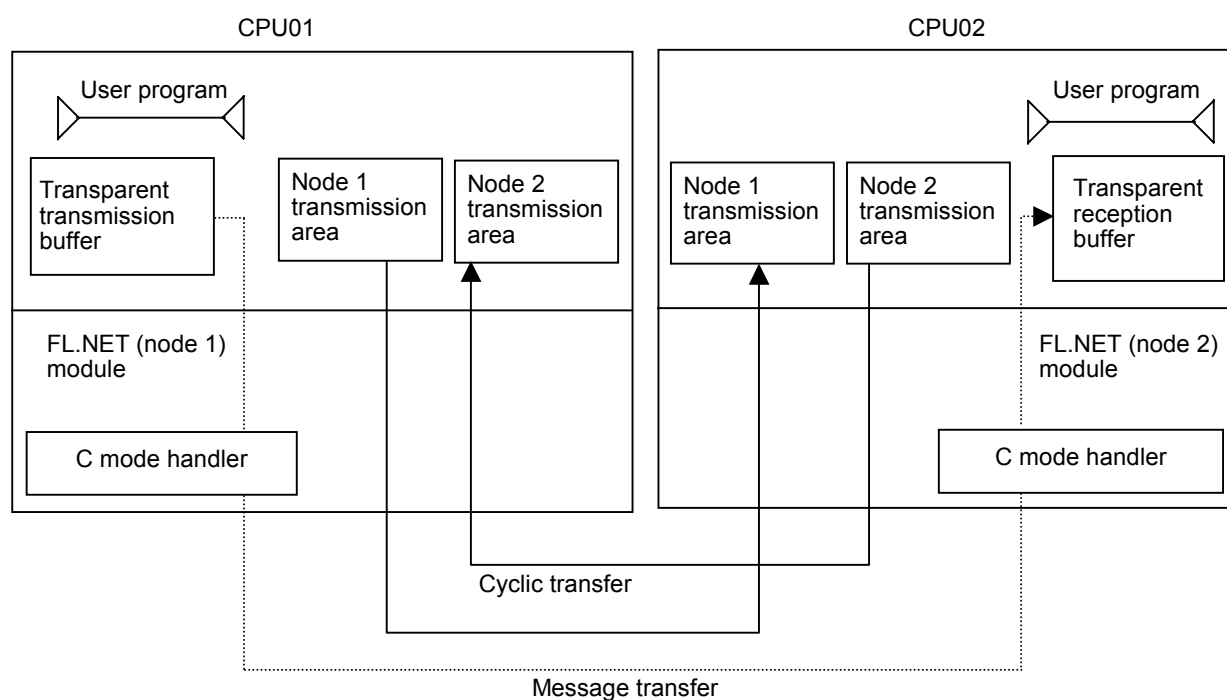 CPU01
CPU02
User program
User program
Transparent
transmission
buffer
Node 1
transmission
area
Node 2
transmission
area
Node 1
transmission
area
Node 2
transmission
area
Transparent
reception
buffer
FL.NET (node 1)
module
FL.NET (node 2)
module
C mode handler
C mode handler
Cyclic transfer
Message transfer